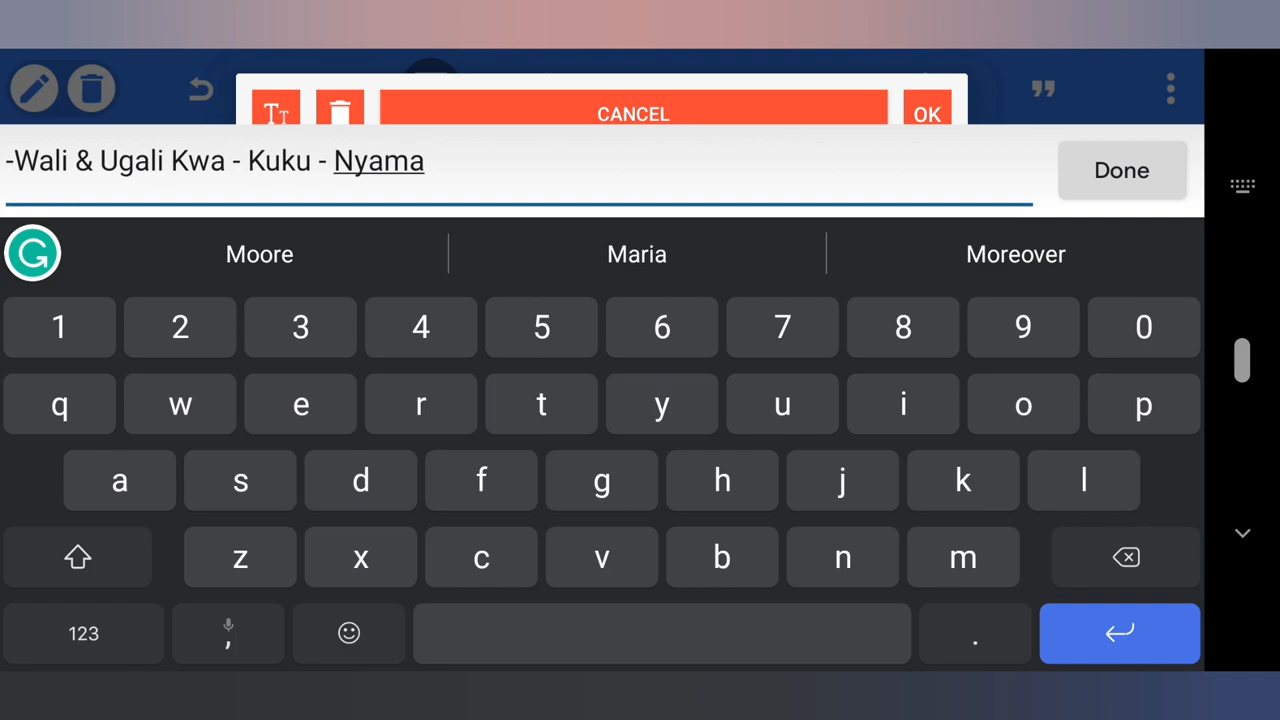 Tт CANCEL OK
-Wali & Ugali Kwa - Kuku - Nyama
Done
Moore Maria Moreover
1 2 3 4 5 6 7 8 9 0
q w e r t y u i o p
a s d f g h j k l
z x c v b n m
123 , .